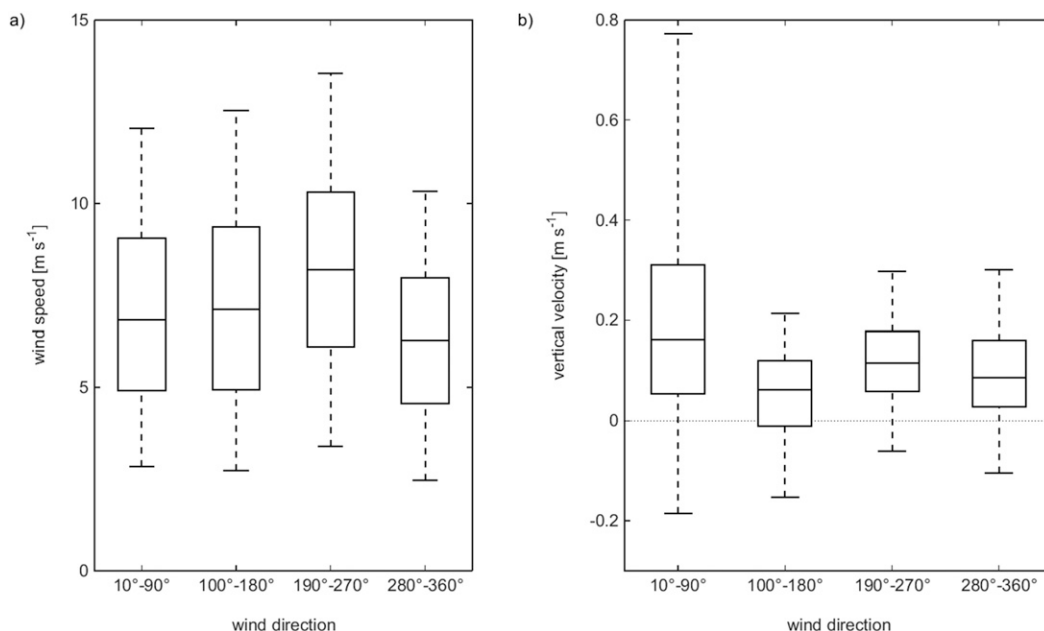 a)
15
10
5
0
wind speed [m s⁻¹]
10°-90° 100°-180° 190°-270° 280°-360°
wind direction
b)
0.8
0.6
0.4
0.2
0
-0.2
vertical velocity [m s⁻¹]
10°-90° 100°-180° 190°-270° 280°-360°
wind direction